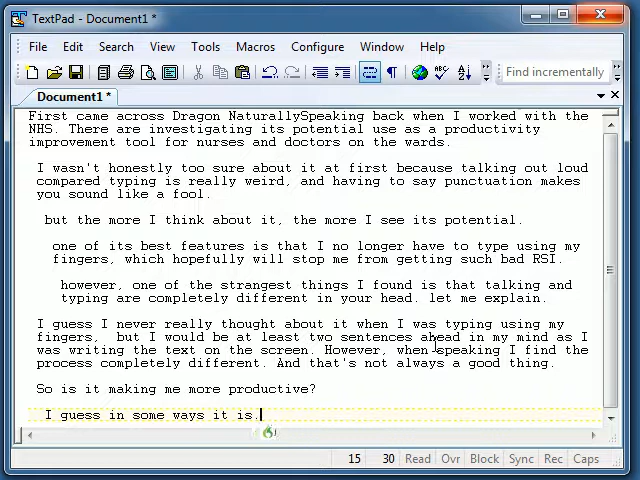 TextPad - Document1 *
File Edit Search View Tools Macros Configure Window Help
Find incrementally
Document1 *
First came across Dragon NaturallySpeaking back when I worked with the
NHS. There are investigating its potential use as a productivity
improvement tool for nurses and doctors on the wards.
I wasn't honestly too sure about it at first because talking out loud
compared typing is really weird, and having to say punctuation makes
you sound like a fool.
but the more I think about it, the more I see its potential.
one of its best features is that I no longer have to type using my
fingers, which hopefully will stop me from getting such bad RSI.
however, one of the strangest things I found is that talking and
typing are completely different in your head. let me explain.
I guess I never really thought about it when I was typing using my
fingers,  but I would be at least two sentences ahead in my mind as I
was writing the text on the screen. However, when speaking I find the
process completely different. And that's not always a good thing.
So is it making me more productive?
I guess in some ways it is.
15 30 Read Ovr Block Sync Rec Caps